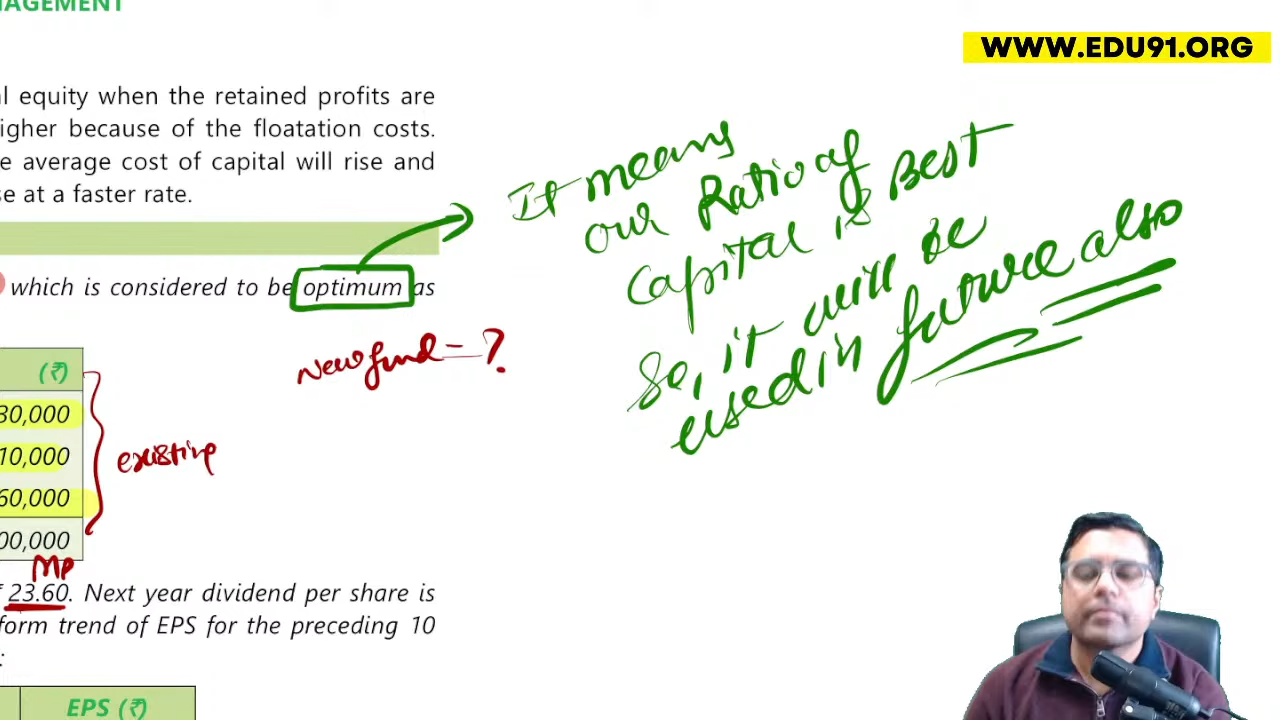 NAGEMENT
WWW.EDU91.ORG
l equity when the retained profits are
igher because of the floatation costs.
e average cost of capital will rise and
se at a faster rate.
It means
our Ratio of
Capital is Best
So, it will be
used in future also
which is considered to be optimum as
New fund = ?
(₹)
30,000
10,000
60,000
00,000
existing
MP
f 23.60. Next year dividend per share is
form trend of EPS for the preceding 10
:
EPS (₹)